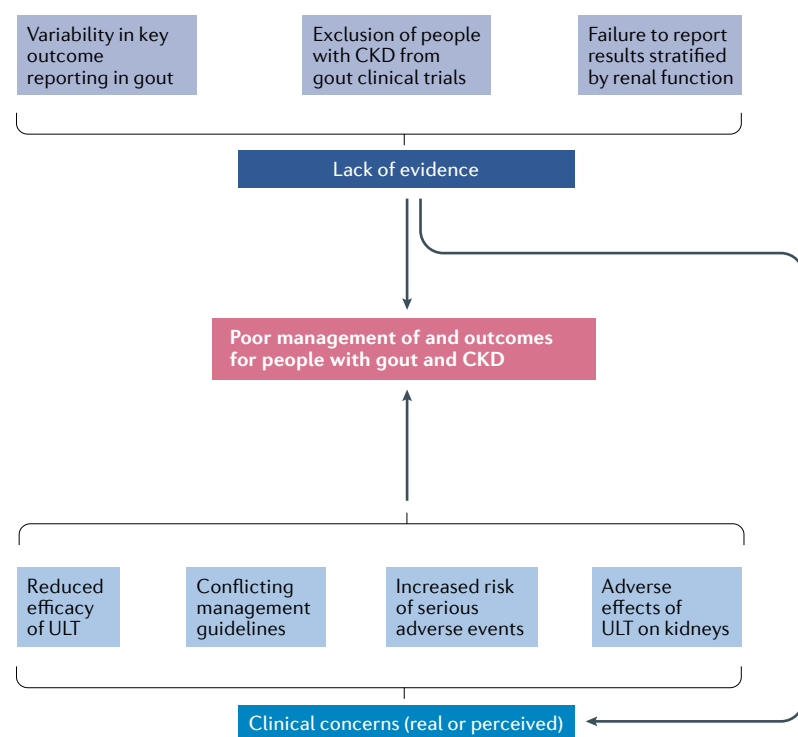 Variability in key
outcome
reporting in gout
Exclusion of people
with CKD from
gout clinical trials
Failure to report
results stratified
by renal function
Lack of evidence
Poor management of and outcomes
for people with gout and CKD
Reduced
efficacy
of ULT
Conflicting
management
guidelines
Increased risk
of serious
adverse events
Adverse
effects of
ULT on kidneys
Clinical concerns (real or perceived)